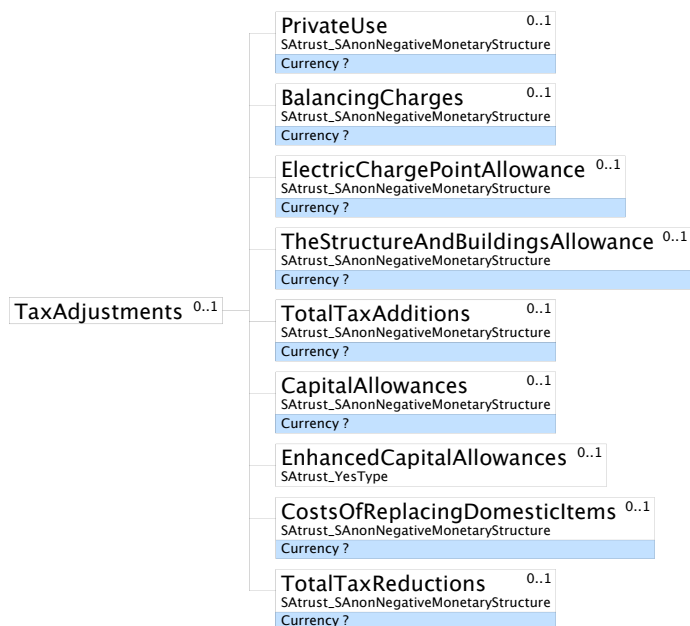 PrivateUse 0..1
SAtrust_SAnonNegativeMonetaryStructure
Currency ?
BalancingCharges 0..1
SAtrust_SAnonNegativeMonetaryStructure
Currency ?
ElectricChargePointAllowance 0..1
SAtrust_SAnonNegativeMonetaryStructure
Currency ?
TheStructureAndBuildingsAllowance 0..1
SAtrust_SAnonNegativeMonetaryStructure
Currency ?
TaxAdjustments 0..1
TotalTaxAdditions 0..1
SAtrust_SAnonNegativeMonetaryStructure
Currency ?
CapitalAllowances 0..1
SAtrust_SAnonNegativeMonetaryStructure
Currency ?
EnhancedCapitalAllowances 0..1
SAtrust_YesType
CostsOfReplacingDomesticItems 0..1
SAtrust_SAnonNegativeMonetaryStructure
Currency ?
TotalTaxReductions 0..1
SAtrust_SAnonNegativeMonetaryStructure
Currency ?